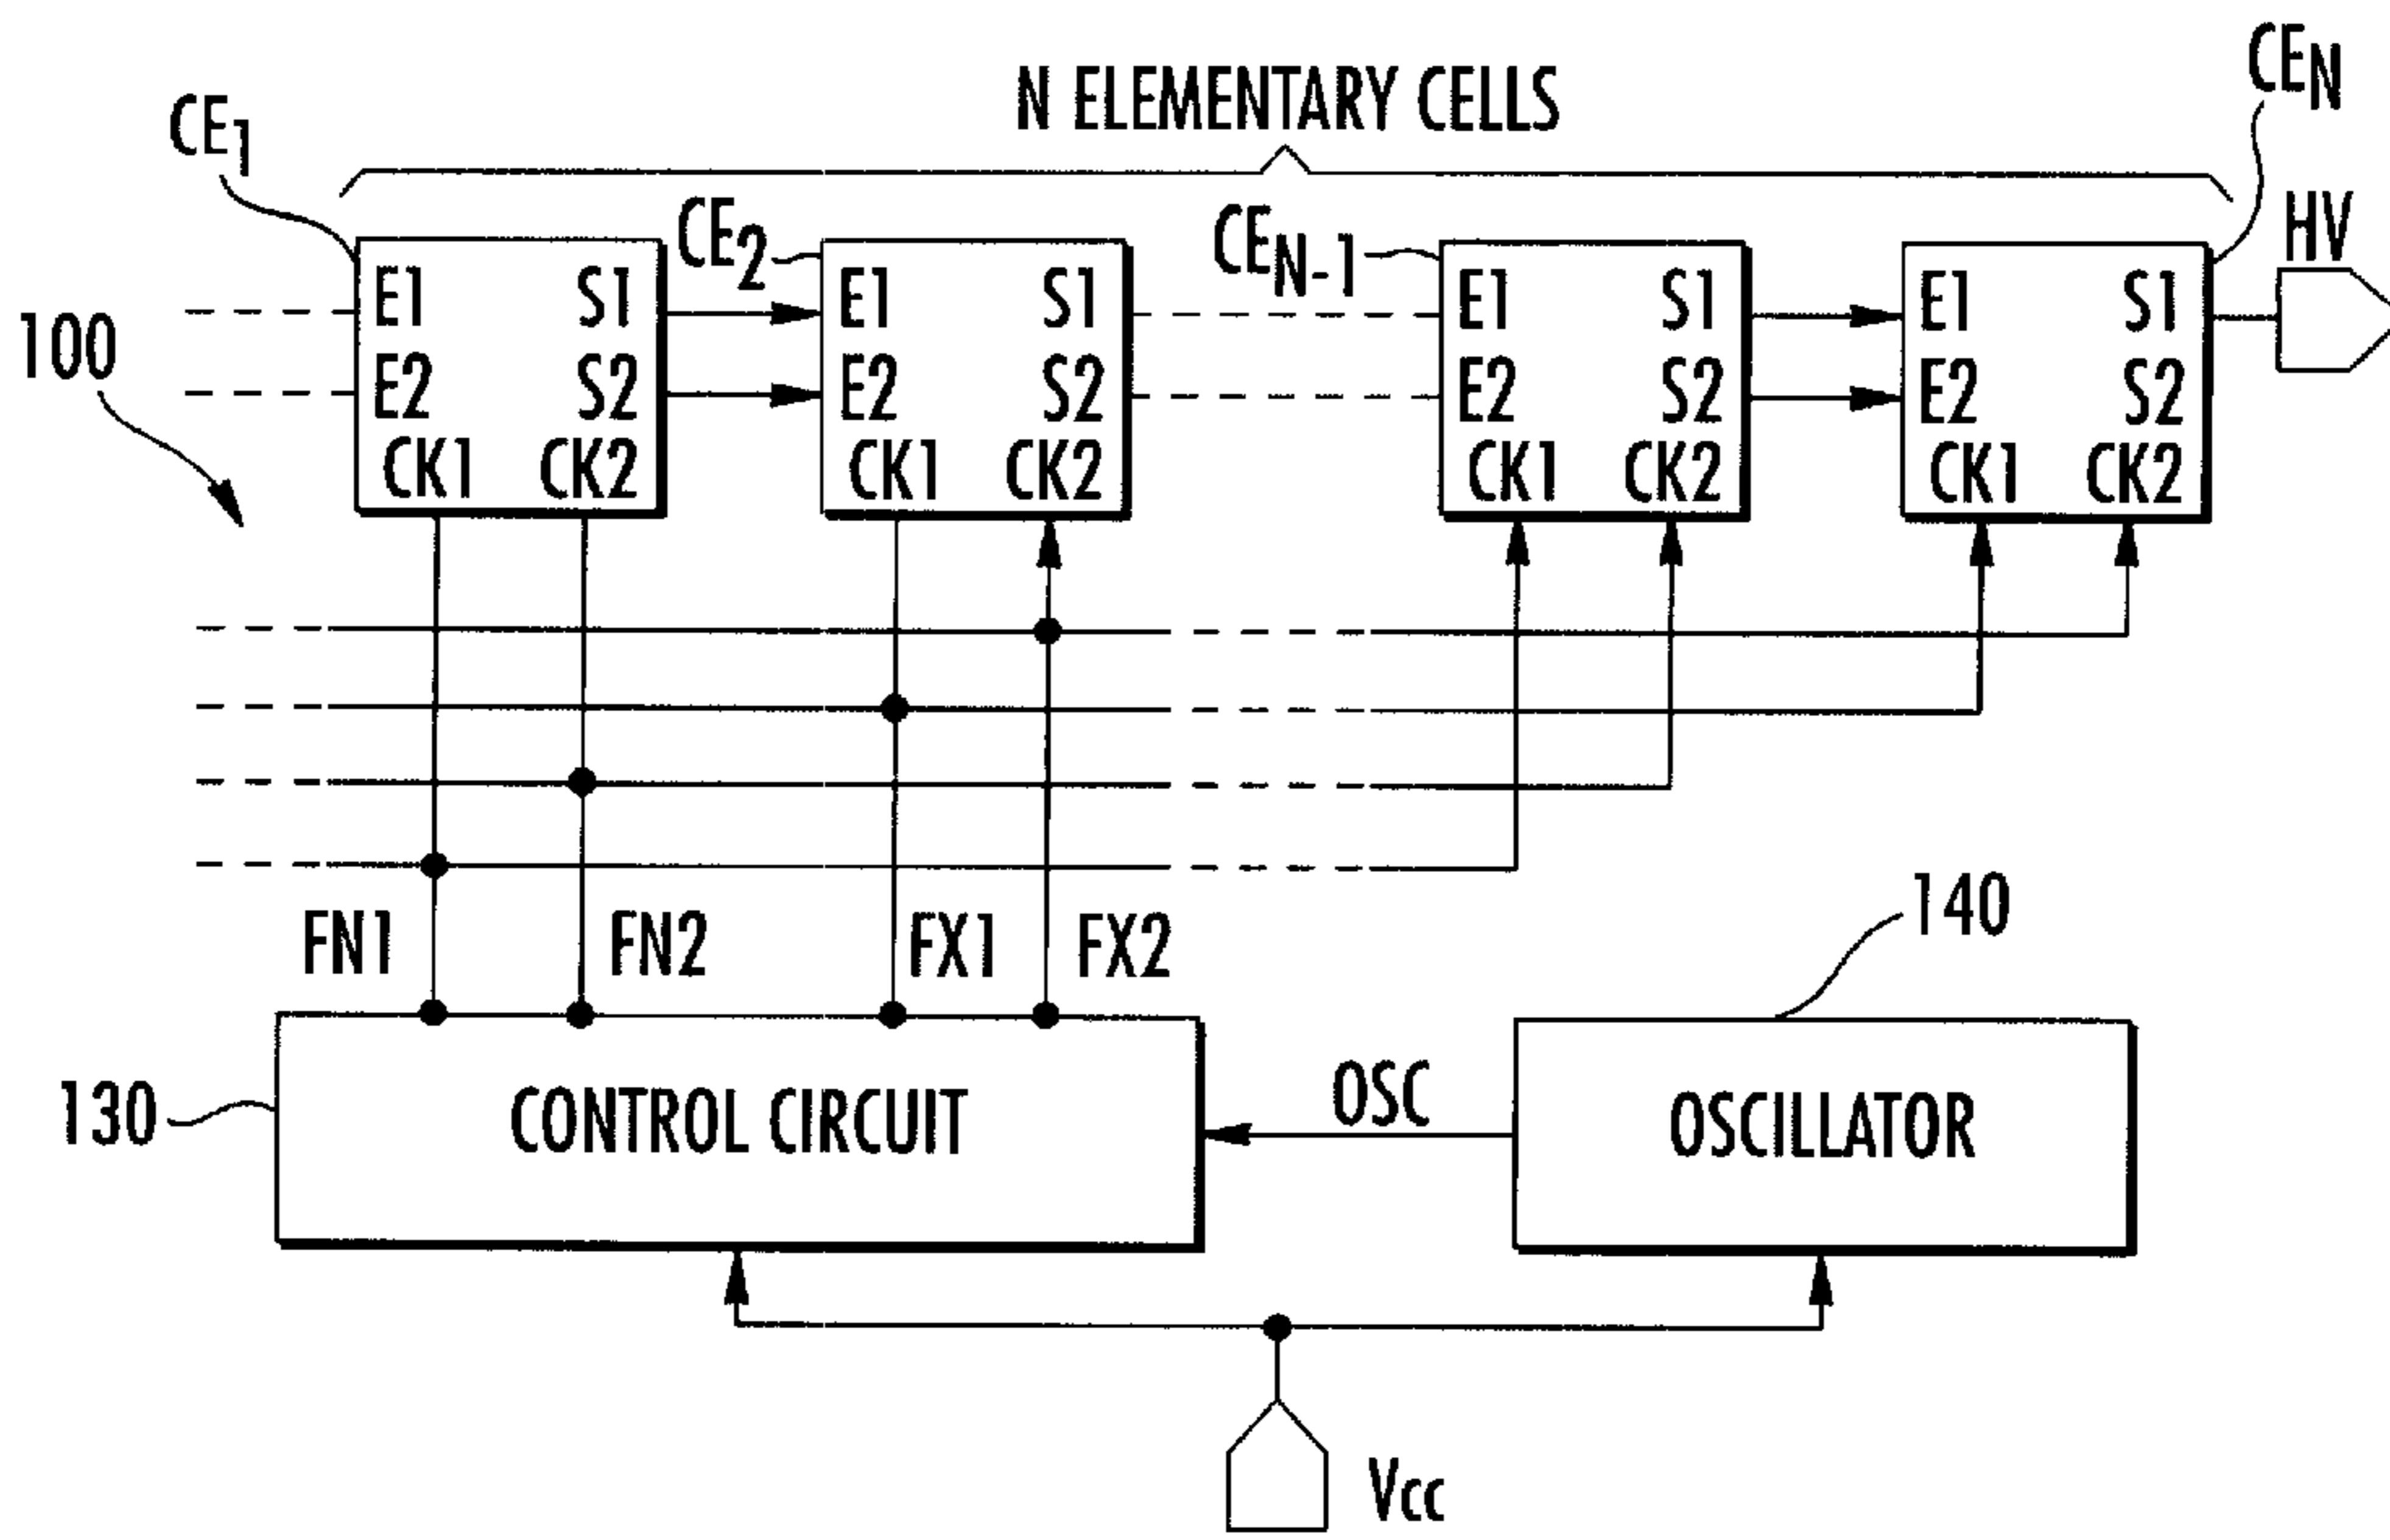 N ELEMENTARY CELLS
CE1
CE2
CEN-1
CEN
HV
100
E1 S1
E2 S2
CK1 CK2
E1 S1
E2 S2
CK1 CK2
E1 S1
E2 S2
CK1 CK2
E1 S1
E2 S2
CK1 CK2
FN1
FN2
FX1
FX2
140
130
CONTROL CIRCUIT
OSC
OSCILLATOR
Vcc